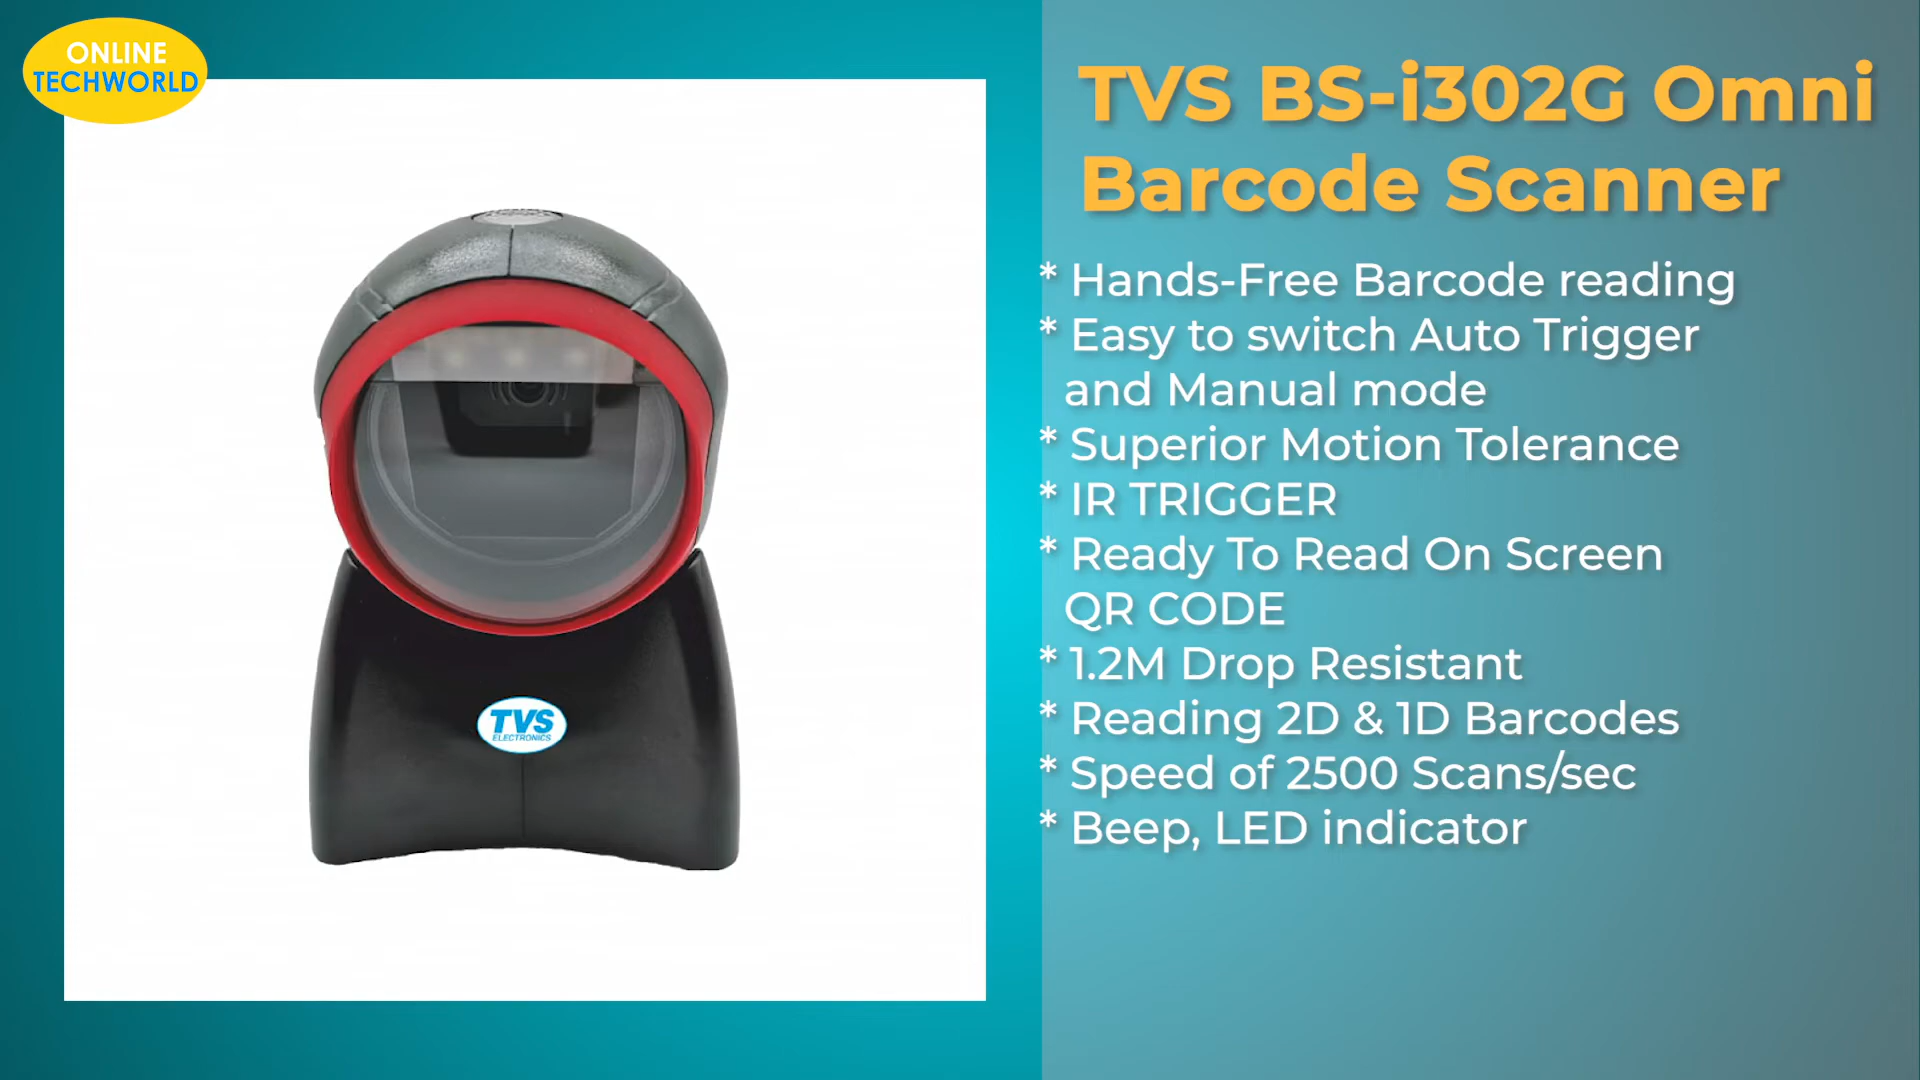 ONLINE
TECHWORLD
TVS BS-i302G Omni
Barcode Scanner
* Hands-Free Barcode reading
* Easy to switch Auto Trigger
and Manual mode
* Superior Motion Tolerance
* IR TRIGGER
* Ready To Read On Screen
QR CODE
* 1.2M Drop Resistant
* Reading 2D & 1D Barcodes
* Speed of 2500 Scans/sec
* Beep, LED indicator
TVS
ELECTRONICS